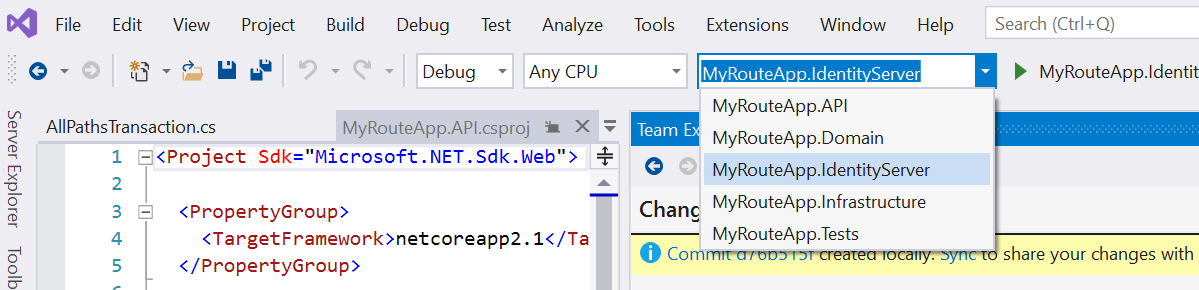 File Edit View Project Build Debug Test Analyze Tools Extensions Window Help Search (Ctrl+Q)
Debug Any CPU MyRouteApp.IdentityServer MyRouteApp.Identi
MyRouteApp.API
MyRouteApp.Domain
MyRouteApp.IdentityServer
MyRouteApp.Infrastructure
MyRouteApp.Tests
Server Explorer
Toolb
AllPathsTransaction.cs MyRouteApp.API.csproj
1 <Project Sdk="Microsoft.NET.Sdk.Web">
2
3 <PropertyGroup>
4 <TargetFramework>netcoreapp2.1</Ta
5 </PropertyGroup>
Team Ex
Chang
Commit d76b515f created locally. Sync to share your changes with